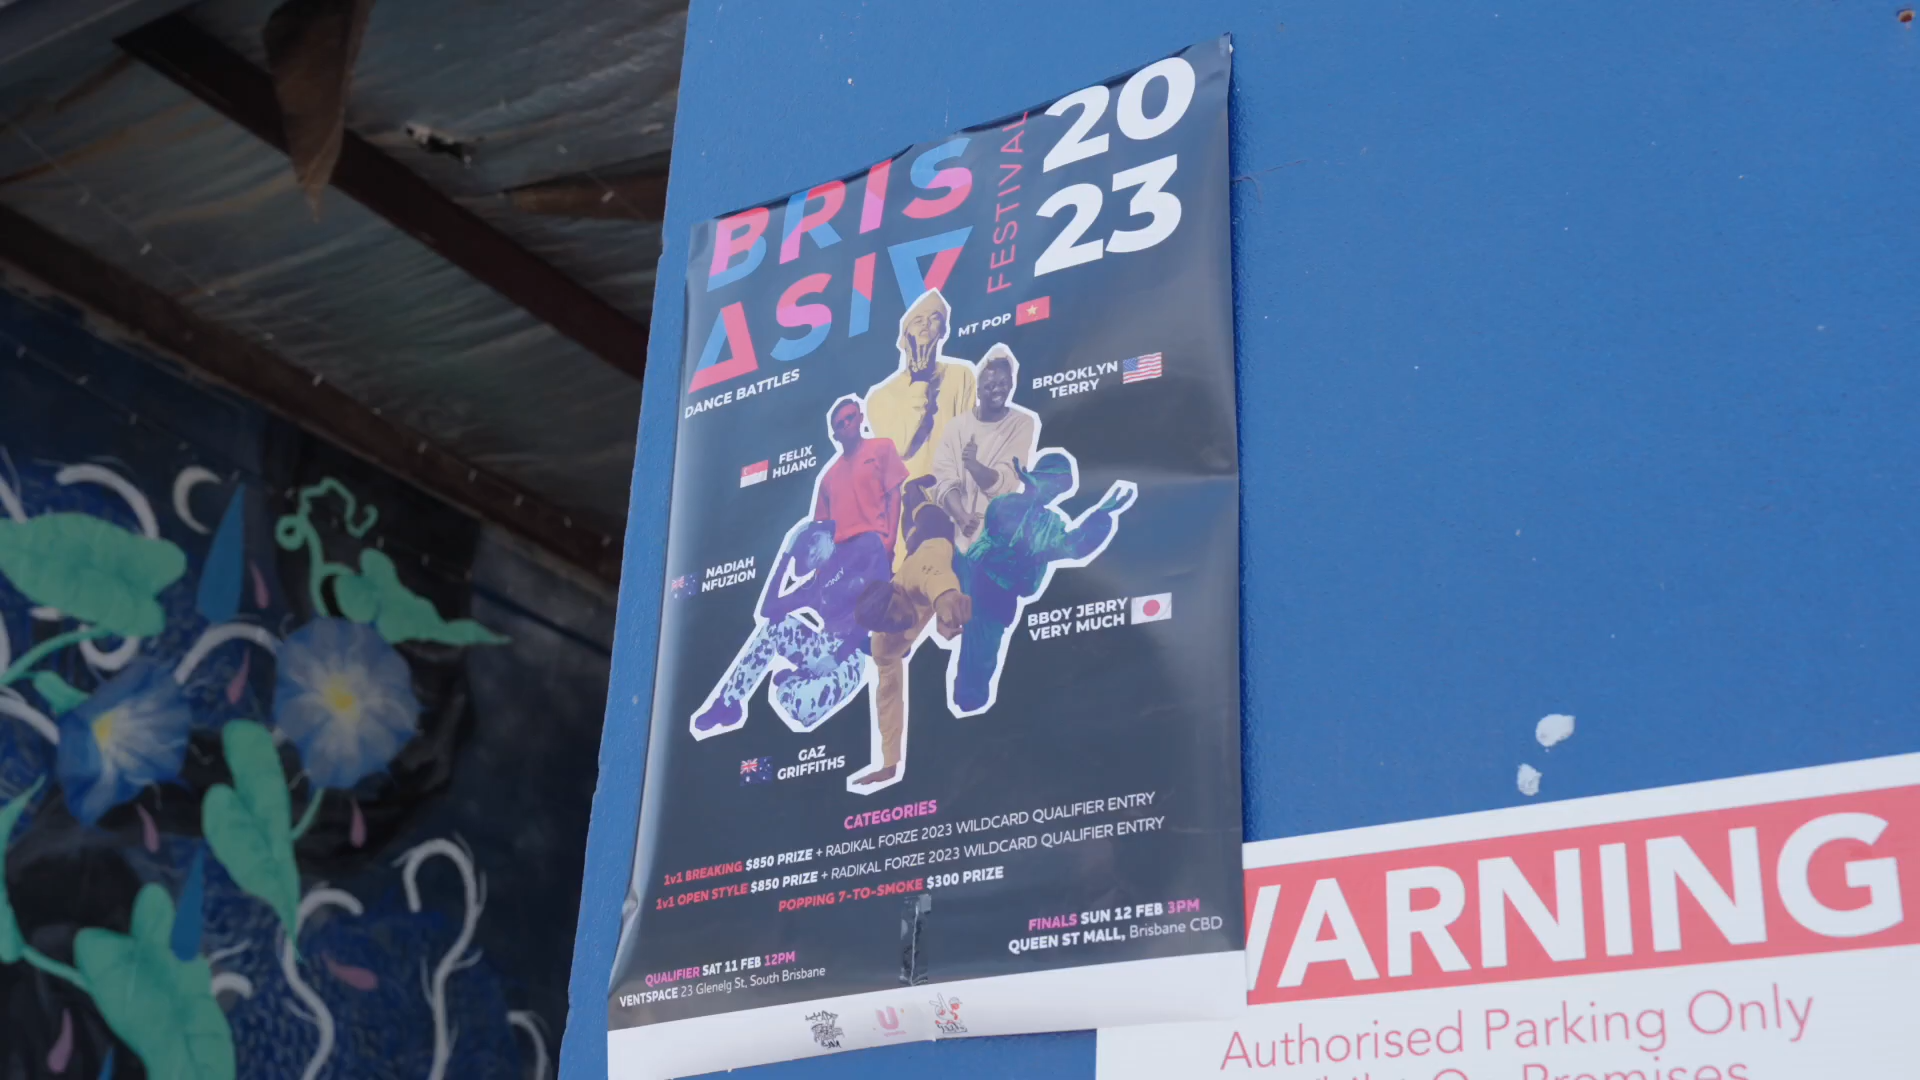 BRIS
ASIA
FESTIVAL
20
23
DANCE BATTLES
MT POP
BROOKLYN
TERRY
FELIX
HUANG
NADIAH
NFUZION
BBOY JERRY
VERY MUCH
GAZ
GRIFFITHS
CATEGORIES
1v1 BREAKING $850 PRIZE + RADIKAL FORZE 2023 WILDCARD QUALIFIER ENTRY
1v1 OPEN STYLE $850 PRIZE + RADIKAL FORZE 2023 WILDCARD QUALIFIER ENTRY
POPPING 7-TO-SMOKE $300 PRIZE
FINALS SUN 12 FEB 3PM
QUEEN ST MALL, Brisbane CBD
QUALIFIER SAT 11 FEB 12PM
VENTSPACE 23 Glenelg St, South Brisbane
U
WARNING
Authorised Parking Only
On Premises